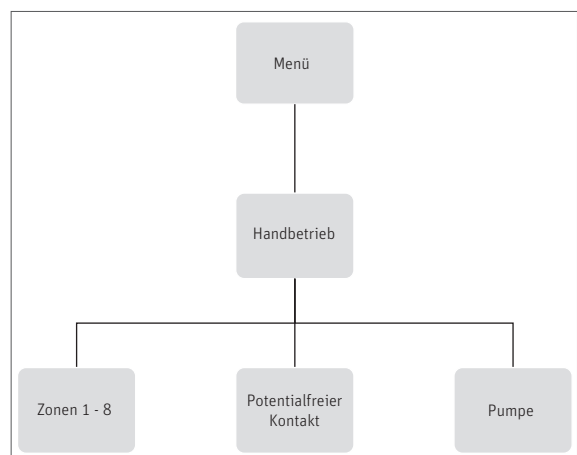 Menü
Handbetrieb
Zonen 1 - 8
Potentialfreier
Kontakt
Pumpe